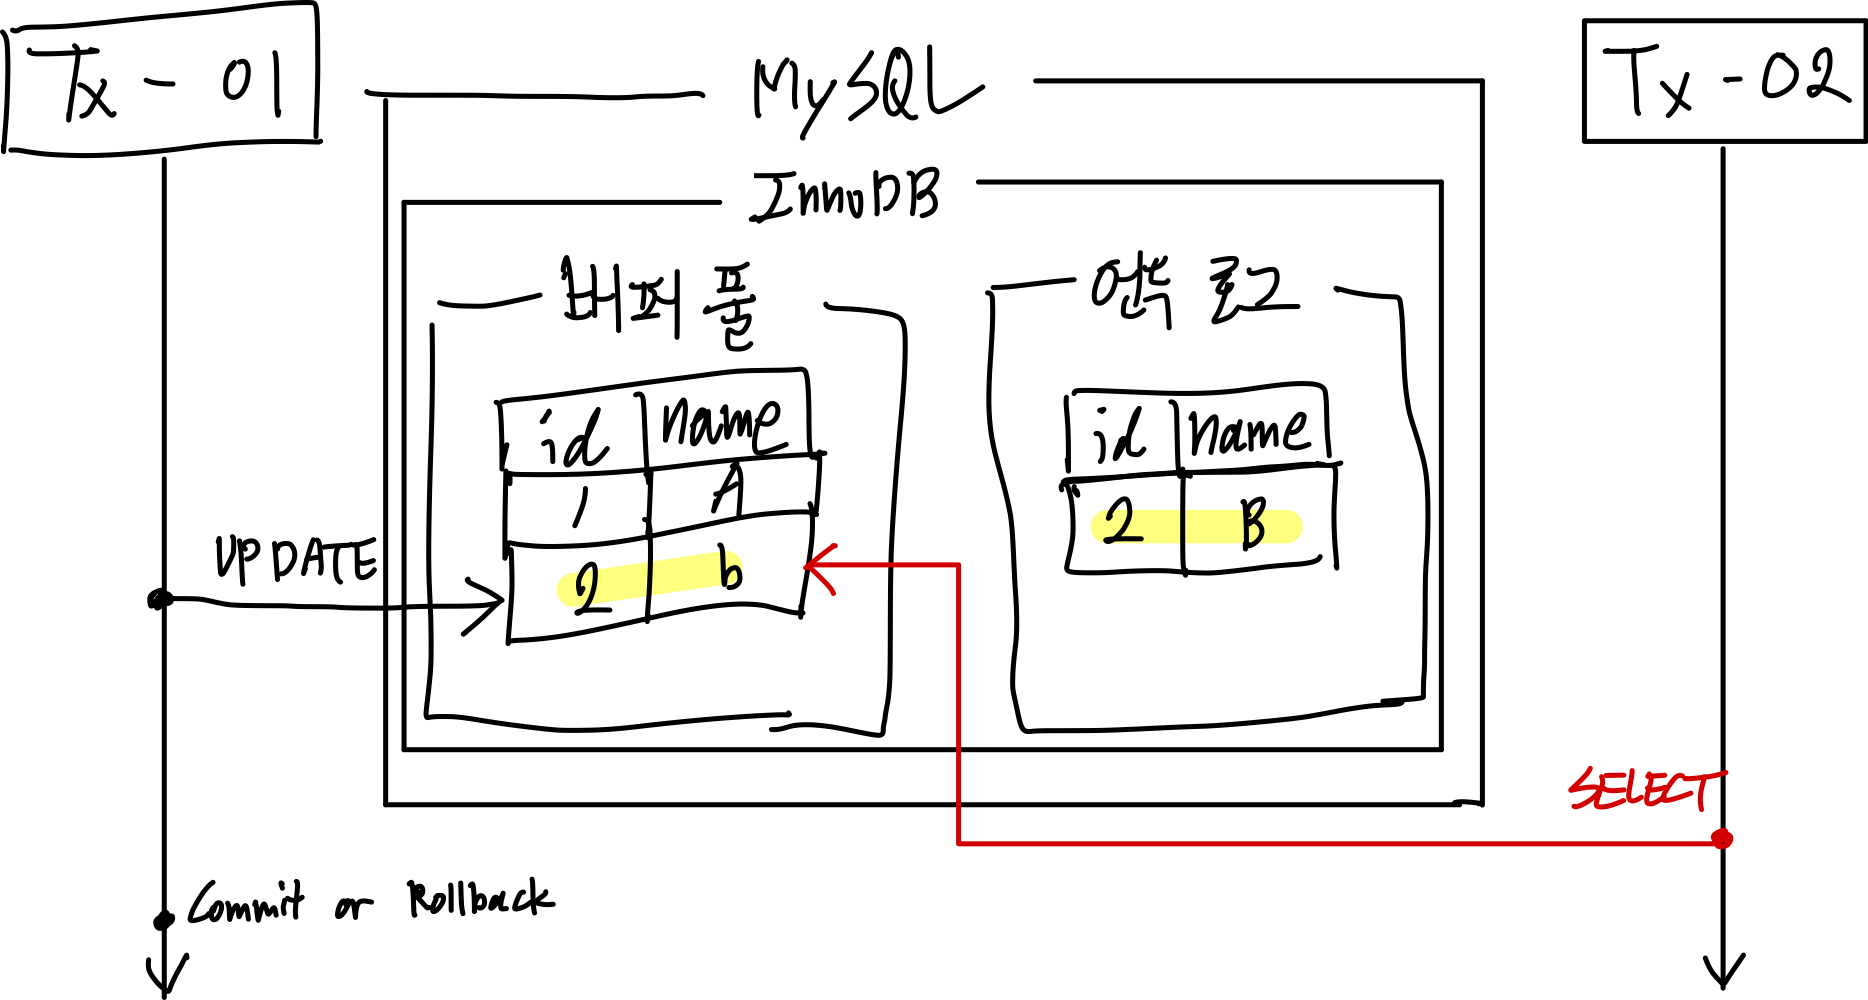 Tx - 01
MySQL
Tx - 02
InnoDB
버퍼 풀
언두 로그
id name
1 A
2 b
id name
2 B
UPDATE
SELECT
Commit or Rollback